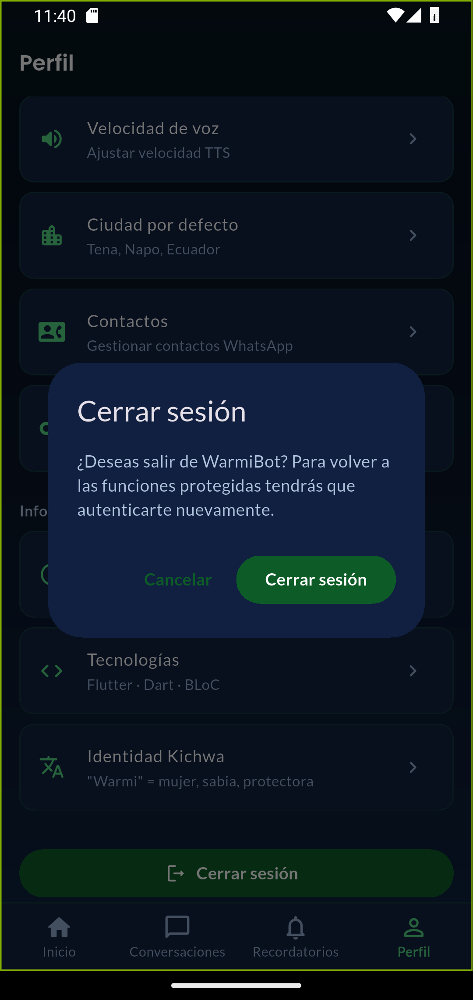 11:40
Perfil
Velocidad de voz
Ajustar velocidad TTS
Ciudad por defecto
Tena, Napo, Ecuador
Contactos
Gestionar contactos WhatsApp
Cerrar sesión
¿Deseas salir de WarmiBot? Para volver a
las funciones protegidas tendrás que
autenticarte nuevamente.
Cancelar
Cerrar sesión
Info
Tecnologías
Flutter · Dart · BLoC
Identidad Kichwa
"Warmi" = mujer, sabia, protectora
Cerrar sesión
Inicio
Conversaciones
Recordatorios
Perfil